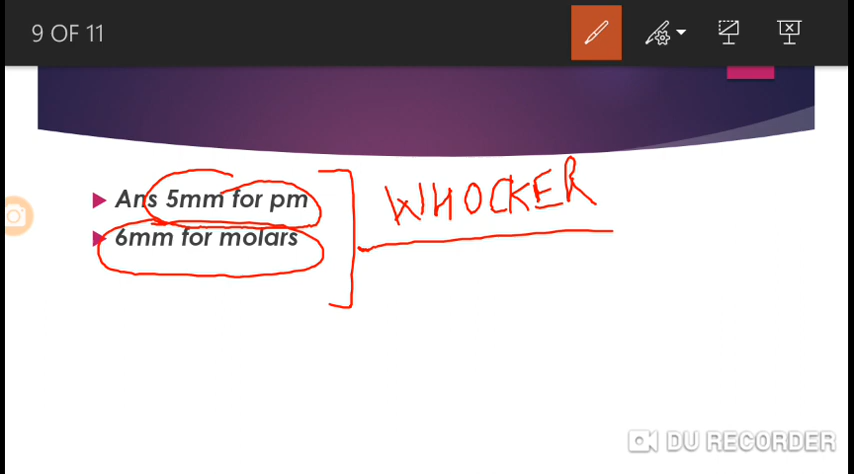 9 OF 11
Ans 5mm for pm
6mm for molars
WHOCKER
DU RECORDER